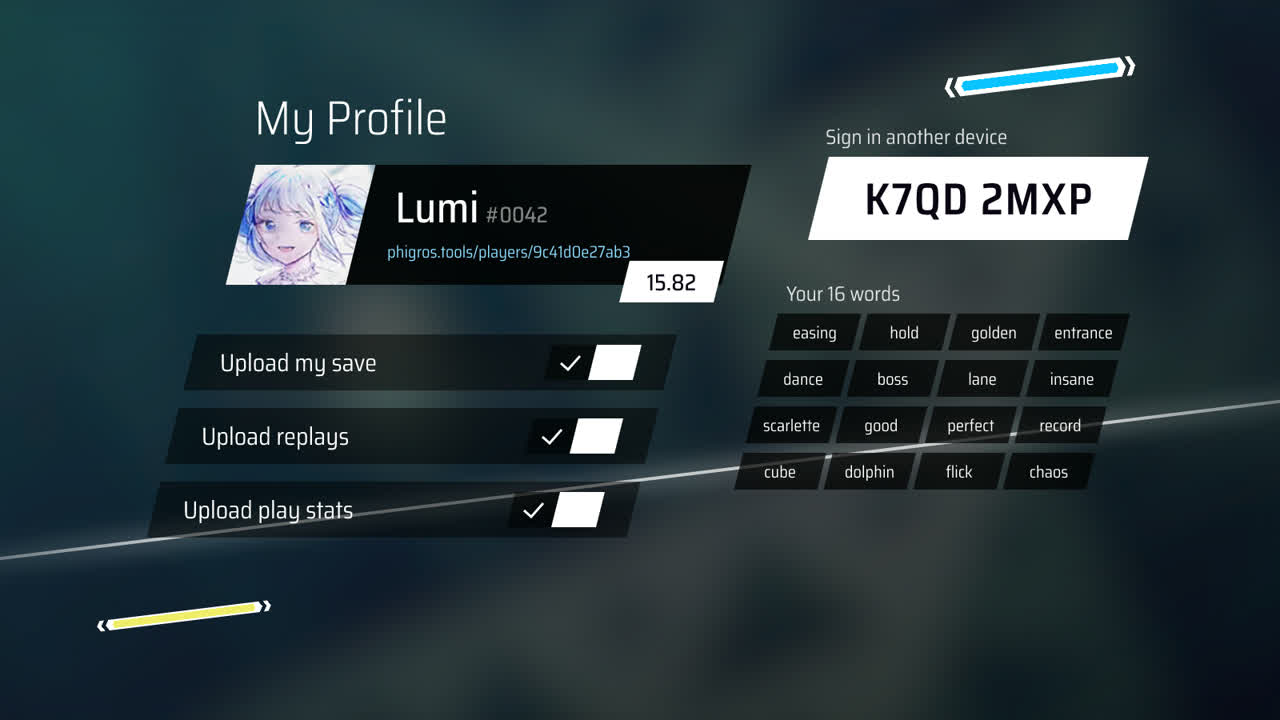 My Profile
Lumi #0042
phigros.tools/players/9c41d0e27ab3
15.82
Upload my save
Upload replays
Upload play stats
Sign in another device
K7QD 2MXP
Your 16 words
easing hold golden entrance
dance boss lane insane
scarlette good perfect record
cube dolphin flick chaos